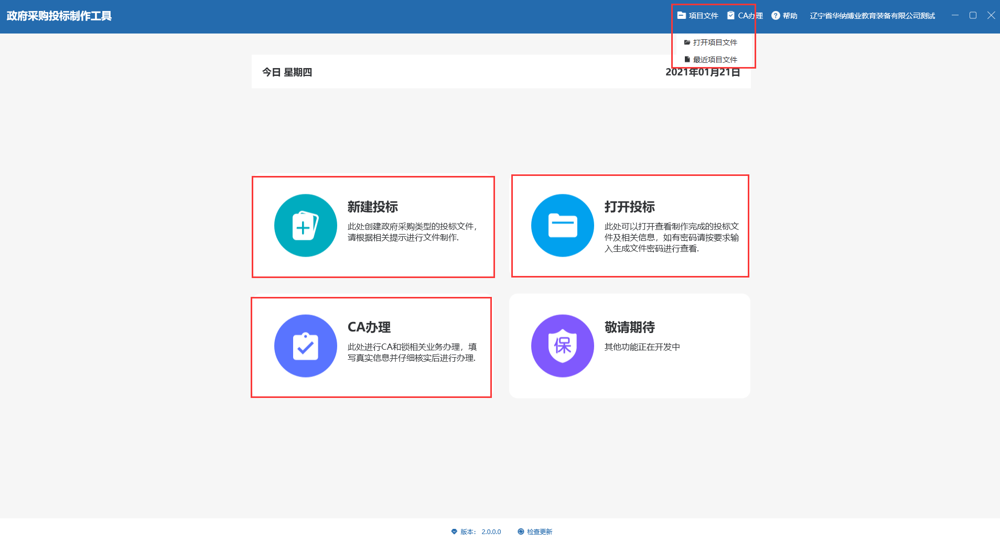 政府采购投标制作工具
项目文件 CA办理 帮助 辽宁省华纳博业教育装备有限公司测试
打开项目文件
最近项目文件
今日 星期四
2021年01月21日
新建投标
此处创建政府采购类型的投标文件,
请根据相关提示进行文件制作.
打开投标
此处可以打开查看制作完成的投标文
件及相关信息，如有密码请按要求输
入生成文件密码进行查看.
CA办理
此处进行CA和锁相关业务办理，填
写真实信息并仔细核实后进行办理.
保
敬请期待
其他功能正在开发中
版本： 2.0.0.0 检查更新